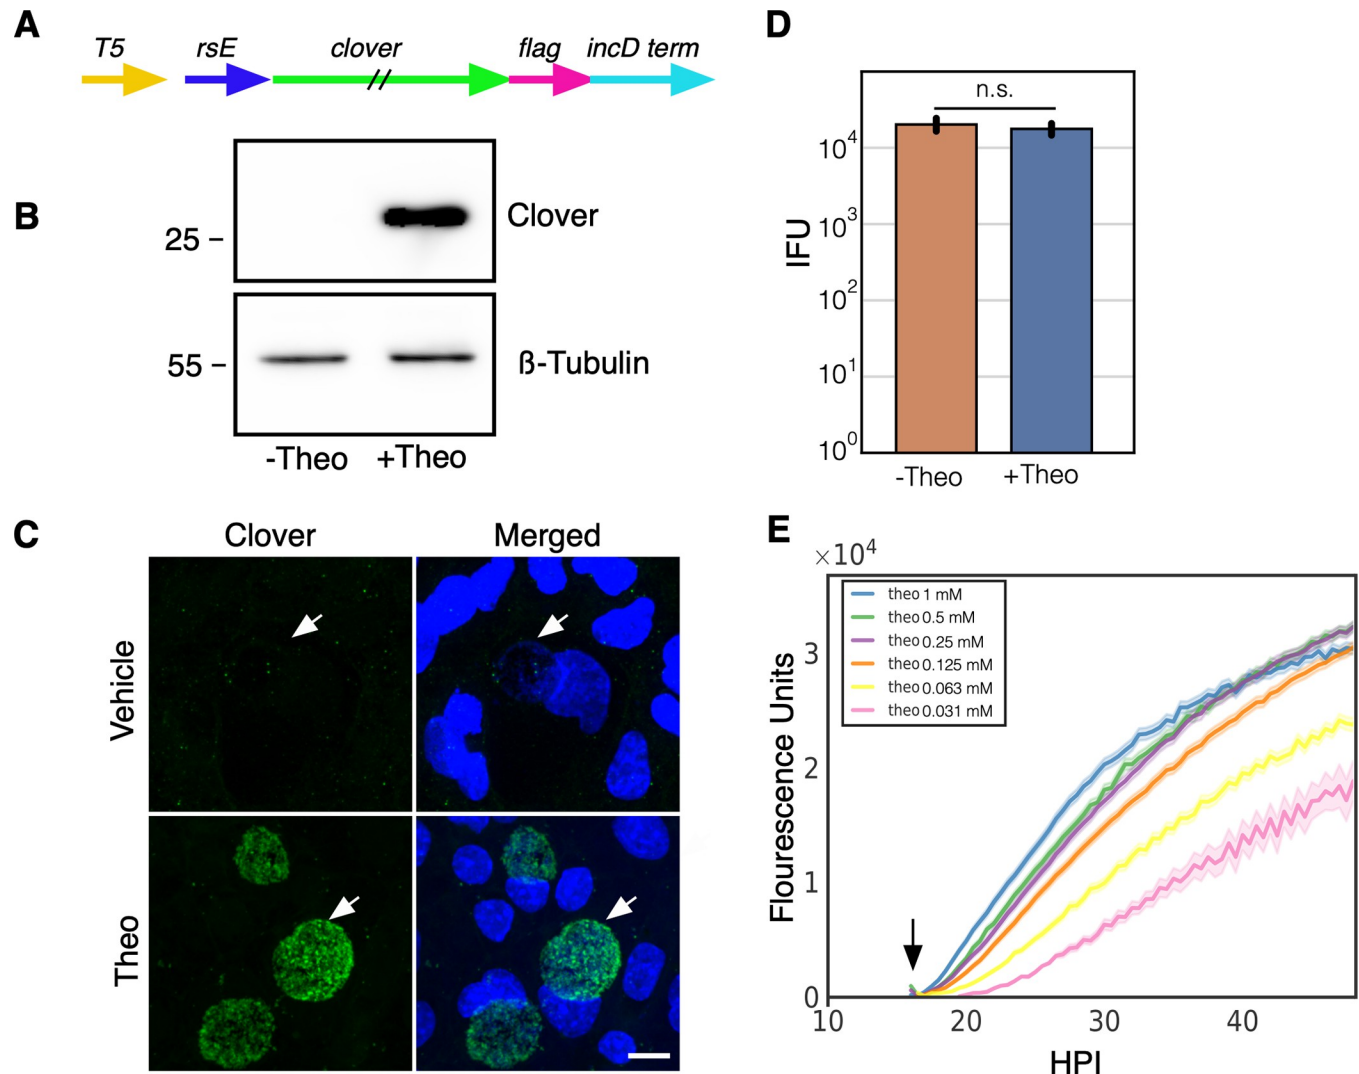 A
T5 rsE clover flag incD term
B
Clover
25
ß-Tubulin
55
-Theo +Theo
C
Clover Merged
Vehicle
Theo
D
n.s.
IFU
10^4
10^3
10^2
10^1
10^0
-Theo +Theo
E
×10^4
theo 1 mM
theo 0.5 mM
theo 0.25 mM
theo 0.125 mM
theo 0.063 mM
theo 0.031 mM
Flourescence Units
3
2
1
0
10 20 30 40
HPI